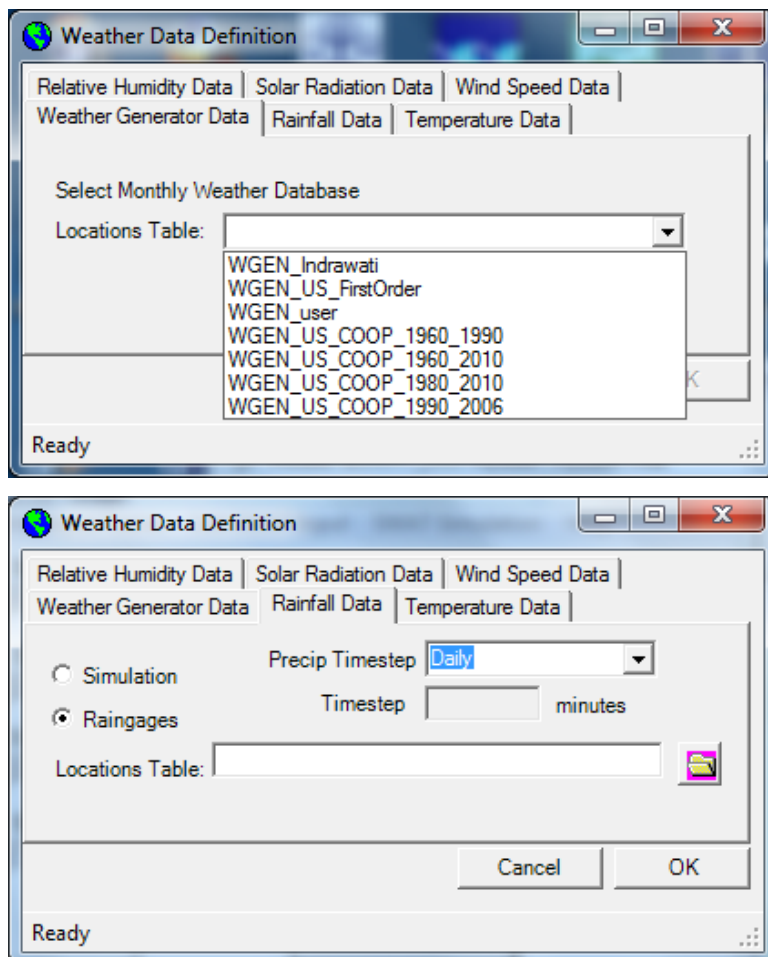 Weather Data Definition
Relative Humidity Data Solar Radiation Data Wind Speed Data
Weather Generator Data Rainfall Data Temperature Data
Select Monthly Weather Database
Locations Table:
WGEN_Indrawati
WGEN_US_FirstOrder
WGEN_user
WGEN_US_COOP_1960_1990
WGEN_US_COOP_1960_2010
WGEN_US_COOP_1980_2010
WGEN_US_COOP_1990_2006
K
Ready
Weather Data Definition
Relative Humidity Data Solar Radiation Data Wind Speed Data
Weather Generator Data Rainfall Data Temperature Data
Precip Timestep Daily
Simulation
Timestep minutes
Raingages
Locations Table:
Cancel OK
Ready